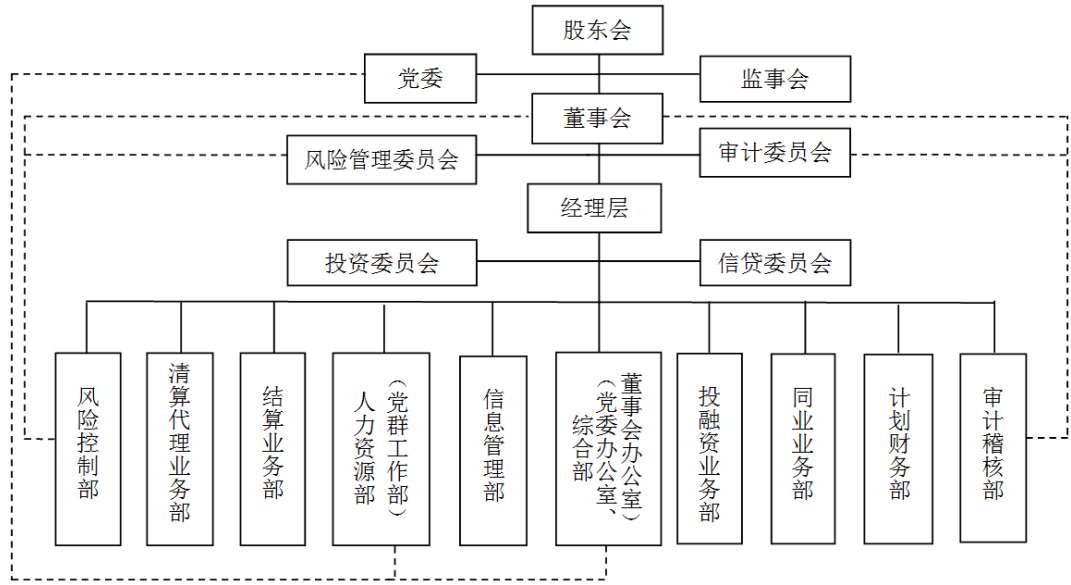 股东会
党委
监事会
董事会
风险管理委员会
审计委员会
经理层
投资委员会
信贷委员会
风险控制部
清算代理业务部
结算业务部
人力资源部
（党群工作部）
信息管理部
综合部
（党委办公室、
董事会办公室）
投融资业务部
同业业务部
计划财务部
审计稽核部